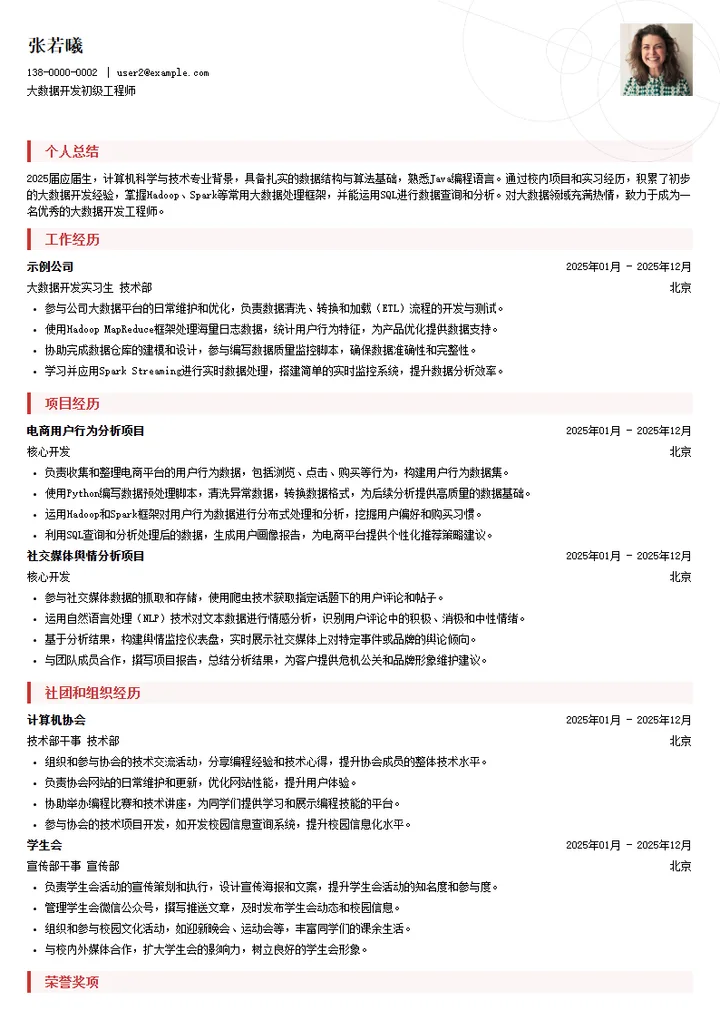 张若曦
138-0000-0002 | user2@example.com
大数据开发初级工程师
个人总结
2025届应届生，计算机科学与技术专业背景，具备扎实的数据结构与算法基础，熟悉Java编程语言。通过校内项目和实习经历，积累了初步
的大数据开发经验，掌握Hadoop、Spark等常用大数据处理框架，并能运用SQL进行数据查询和分析。对大数据领域充满热情，致力于成为一
名优秀的大数据开发工程师。
工作经历
示例公司 2025年01月 - 2025年12月
大数据开发实习生 技术部 北京
• 参与公司大数据平台的日常维护和优化，负责数据清洗、转换和加载（ETL）流程的开发与测试。
• 使用Hadoop MapReduce框架处理海量日志数据，统计用户行为特征，为产品优化提供数据支持。
• 协助完成数据仓库的建模和设计，参与编写数据质量监控脚本，确保数据准确性和完整性。
• 学习并应用Spark Streaming进行实时数据处理，搭建简单的实时监控系统，提升数据分析效率。
项目经历
电商用户行为分析项目 2025年01月 - 2025年12月
核心开发 北京
• 负责收集和整理电商平台的用户行为数据，包括浏览、点击、购买等行为，构建用户行为数据集。
• 使用Python编写数据预处理脚本，清洗异常数据，转换数据格式，为后续分析提供高质量的数据基础。
• 运用Hadoop和Spark框架对用户行为数据进行分布式处理和分析，挖掘用户偏好和购买习惯。
• 利用SQL查询和分析处理后的数据，生成用户画像报告，为电商平台提供个性化推荐策略建议。
社交媒体舆情分析项目 2025年01月 - 2025年12月
核心开发 北京
• 参与社交媒体数据的抓取和存储，使用爬虫技术获取指定话题下的用户评论和帖子。
• 运用自然语言处理（NLP）技术对文本数据进行情感分析，识别用户评论中的积极、消极和中性情绪。
• 基于分析结果，构建舆情监控仪表盘，实时展示社交媒体上对特定事件或品牌的舆论倾向。
• 与团队成员合作，撰写项目报告，总结分析结果，为客户提供危机公关和品牌形象维护建议。
社团和组织经历
计算机协会 2025年01月 - 2025年12月
技术部干事 技术部 北京
• 组织和参与协会的技术交流活动，分享编程经验和技术心得，提升协会成员的整体技术水平。
• 负责协会网站的日常维护和更新，优化网站性能，提升用户体验。
• 协助举办编程比赛和技术讲座，为同学们提供学习和展示编程技能的平台。
• 参与协会的技术项目开发，如开发校园信息查询系统，提升校园信息化水平。
学生会 2025年01月 - 2025年12月
宣传部干事 宣传部 北京
• 负责学生会活动的宣传策划和执行，设计宣传海报和文案，提升学生会活动的知名度和参与度。
• 管理学生会微信公众号，撰写推送文章，及时发布学生会动态和校园信息。
• 组织和参与校园文化活动，如迎新晚会、运动会等，丰富同学们的课余生活。
• 与校内外媒体合作，扩大学生会的影响力，树立良好的学生会形象。
荣誉奖项